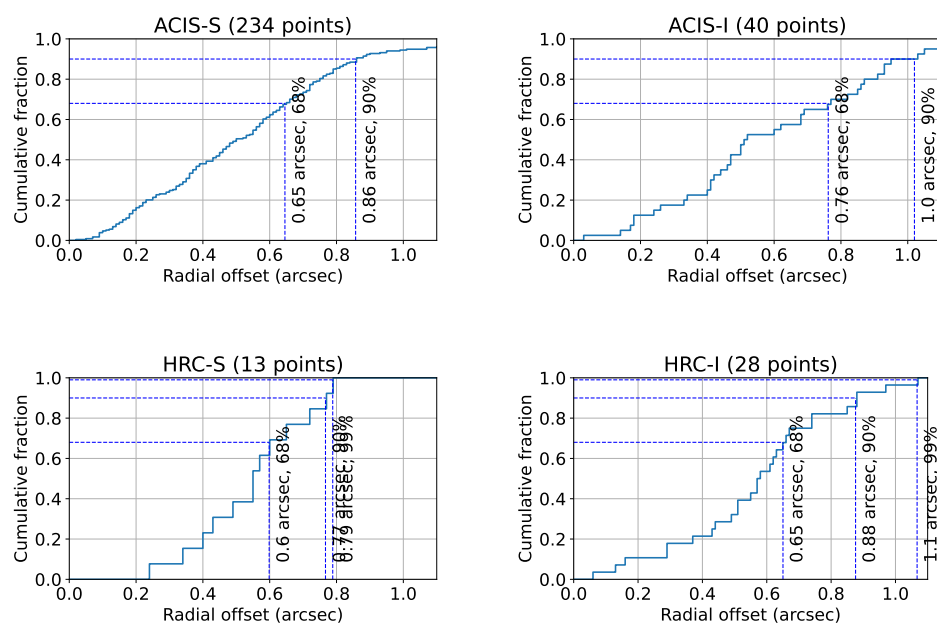 ACIS-S (234 points)
Cumulative fraction
1.0
0.8
0.6
0.4
0.2
0.0
0.65 arcsec, 68%
0.86 arcsec, 90%
0.0 0.2 0.4 0.6 0.8 1.0
Radial offset (arcsec)
ACIS-I (40 points)
Cumulative fraction
1.0
0.8
0.6
0.4
0.2
0.0
0.76 arcsec, 68%
1.0 arcsec, 90%
0.0 0.2 0.4 0.6 0.8 1.0
Radial offset (arcsec)
HRC-S (13 points)
Cumulative fraction
1.0
0.8
0.6
0.4
0.2
0.0
0.6 arcsec, 68%
0.77 arcsec, 90%
0.79 arcsec, 99%
0.0 0.2 0.4 0.6 0.8 1.0
Radial offset (arcsec)
HRC-I (28 points)
Cumulative fraction
1.0
0.8
0.6
0.4
0.2
0.0
0.65 arcsec, 68%
0.88 arcsec, 90%
1.1 arcsec, 99%
0.0 0.2 0.4 0.6 0.8 1.0
Radial offset (arcsec)